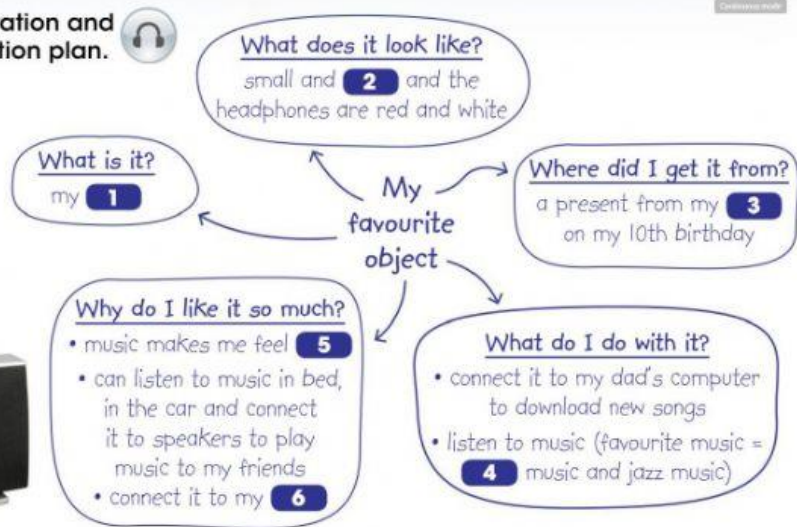 Continuous mode
ation and
tion plan.
What does it look like?
small and 2 and the
headphones are red and white
What is it?
my 1
My
favourite
object
Where did I get it from?
a present from my 3
on my 10th birthday
Why do I like it so much?
• music makes me feel 5
• can listen to music in bed,
in the car and connect
it to speakers to play
music to my friends
• connect it to my 6
What do I do with it?
• connect it to my dad's computer
to download new songs
• listen to music (favourite music =
4 music and jazz music)